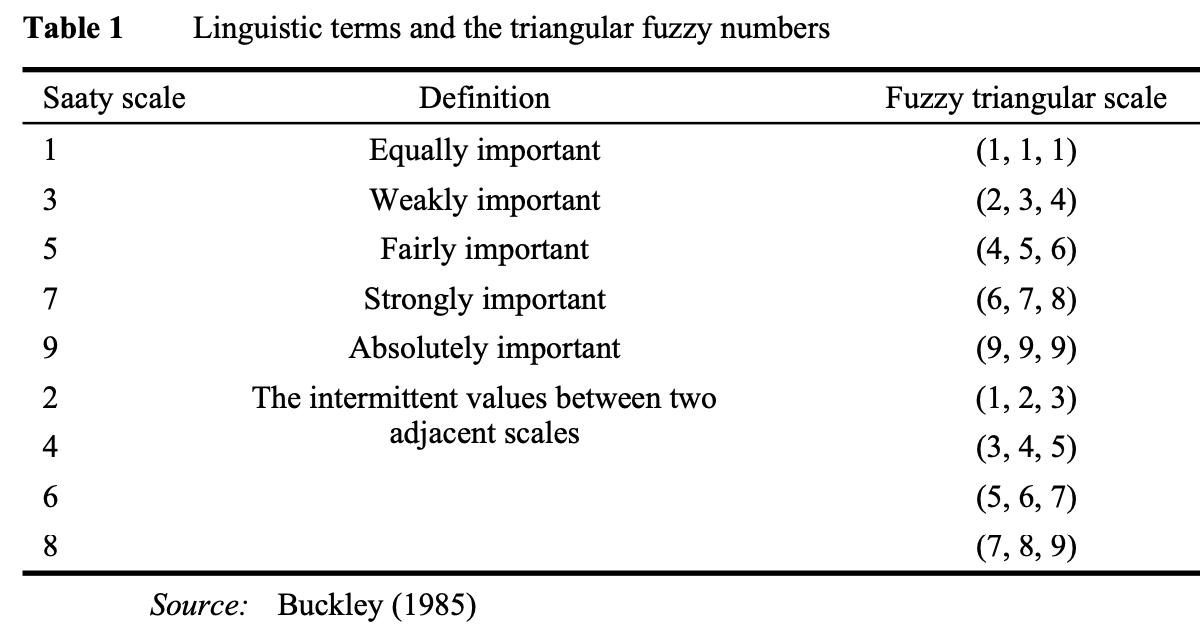 Table 1 Linguistic terms and the triangular fuzzy numbers
Saaty scale Definition Fuzzy triangular scale
1 Equally important (1, 1, 1)
3 Weakly important (2, 3, 4)
5 Fairly important (4, 5, 6)
7 Strongly important (6, 7, 8)
9 Absolutely important (9, 9, 9)
2 The intermittent values between two (1, 2, 3)
adjacent scales
4 (3, 4, 5)
6 (5, 6, 7)
8 (7, 8, 9)
Source: Buckley (1985)